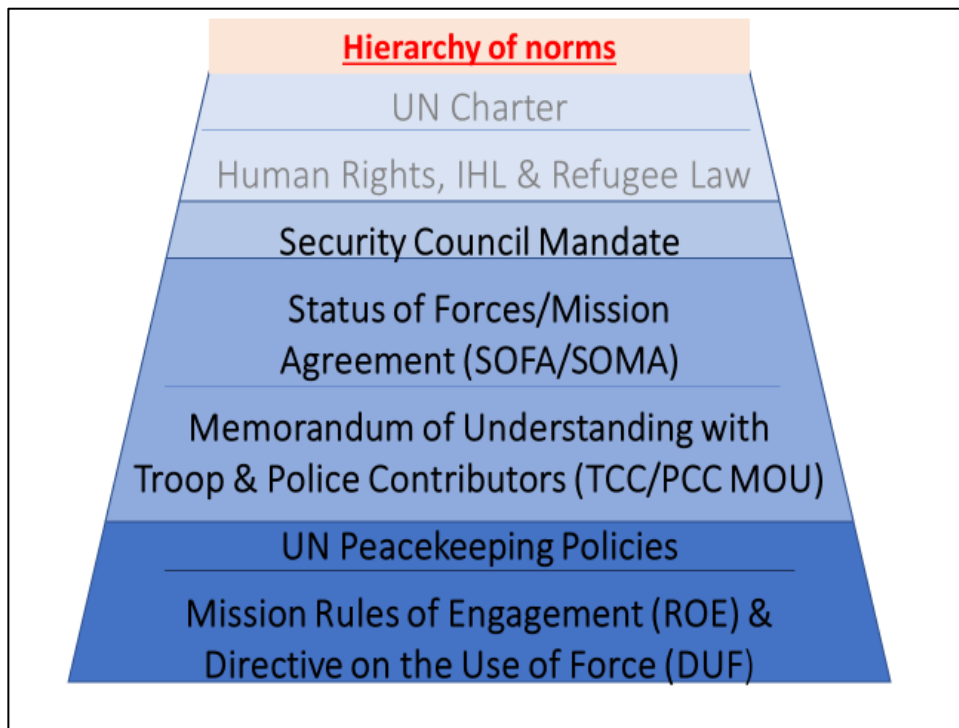 Hierarchy of norms
UN Charter
Human Rights, IHL & Refugee Law
Security Council Mandate
Status of Forces/Mission
Agreement (SOFA/SOMA)
Memorandum of Understanding with
Troop & Police Contributors (TCC/PCC MOU)
UN Peacekeeping Policies
Mission Rules of Engagement (ROE) &
Directive on the Use of Force (DUF)